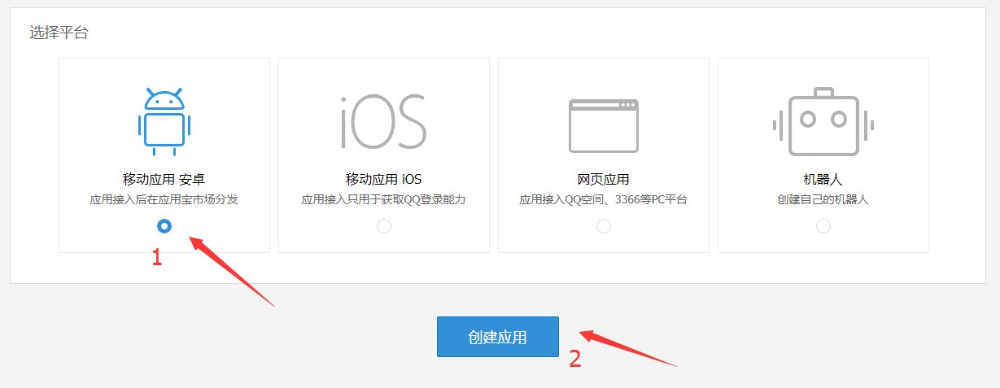 选择平台
iOS
移动应用 安卓
应用接入后在应用宝市场分发
移动应用 iOS
应用接入只用于获取QQ登录能力
网页应用
应用接入QQ空间、3366等PC平台
机器人
创建自己的机器人
1
创建应用
2